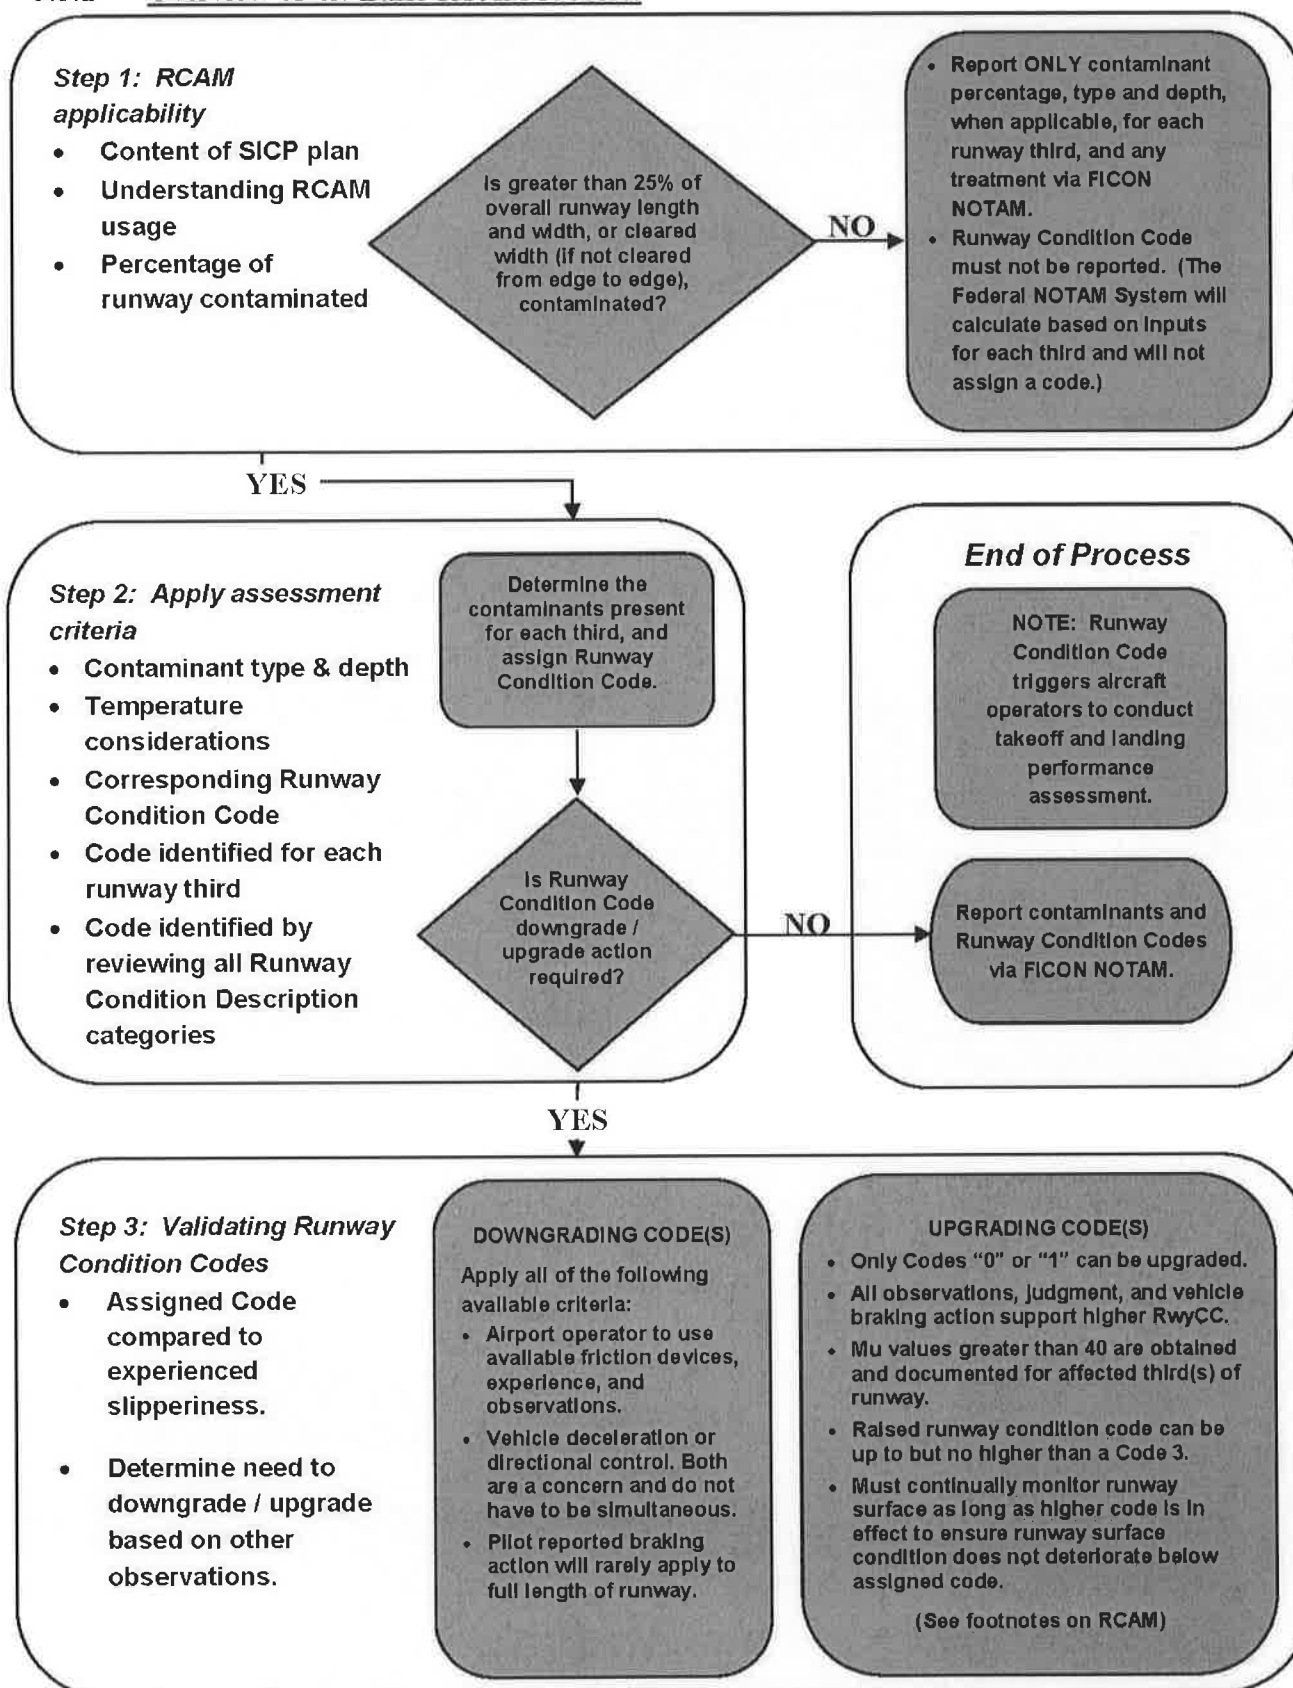 Step 1: RCAM
applicability
• Content of SICP plan
• Understanding RCAM
usage
• Percentage of
runway contaminated
Is greater than 25% of
overall runway length
and width, or cleared
width (if not cleared
from edge to edge),
contaminated?
NO
• Report ONLY contaminant
percentage, type and depth,
when applicable, for each
runway third, and any
treatment via FICON
NOTAM.
• Runway Condition Code
must not be reported. (The
Federal NOTAM System will
calculate based on inputs
for each third and will not
assign a code.)
YES
Step 2: Apply assessment
criteria
• Contaminant type & depth
• Temperature
considerations
• Corresponding Runway
Condition Code
• Code identified for each
runway third
• Code identified by
reviewing all Runway
Condition Description
categories
Determine the
contaminants present
for each third, and
assign Runway
Condition Code.
Is Runway
Condition Code
downgrade /
upgrade action
required?
NO
End of Process
NOTE: Runway
Condition Code
triggers aircraft
operators to conduct
takeoff and landing
performance
assessment.
Report contaminants and
Runway Condition Codes
via FICON NOTAM.
YES
Step 3: Validating Runway
Condition Codes
• Assigned Code
compared to
experienced
slipperiness.
• Determine need to
downgrade / upgrade
based on other
observations.
DOWNGRADING CODE(S)
Apply all of the following
available criteria:
• Airport operator to use
available friction devices,
experience, and
observations.
• Vehicle deceleration or
directional control. Both
are a concern and do not
have to be simultaneous.
• Pilot reported braking
action will rarely apply to
full length of runway.
UPGRADING CODE(S)
• Only Codes "0" or "1" can be upgraded.
• All observations, judgment, and vehicle
braking action support higher RwyCC.
• Mu values greater than 40 are obtained
and documented for affected third(s) of
runway.
• Raised runway condition code can be
up to but no higher than a Code 3.
• Must continually monitor runway
surface as long as higher code is in
effect to ensure runway surface
condition does not deteriorate below
assigned code.
(See footnotes on RCAM)